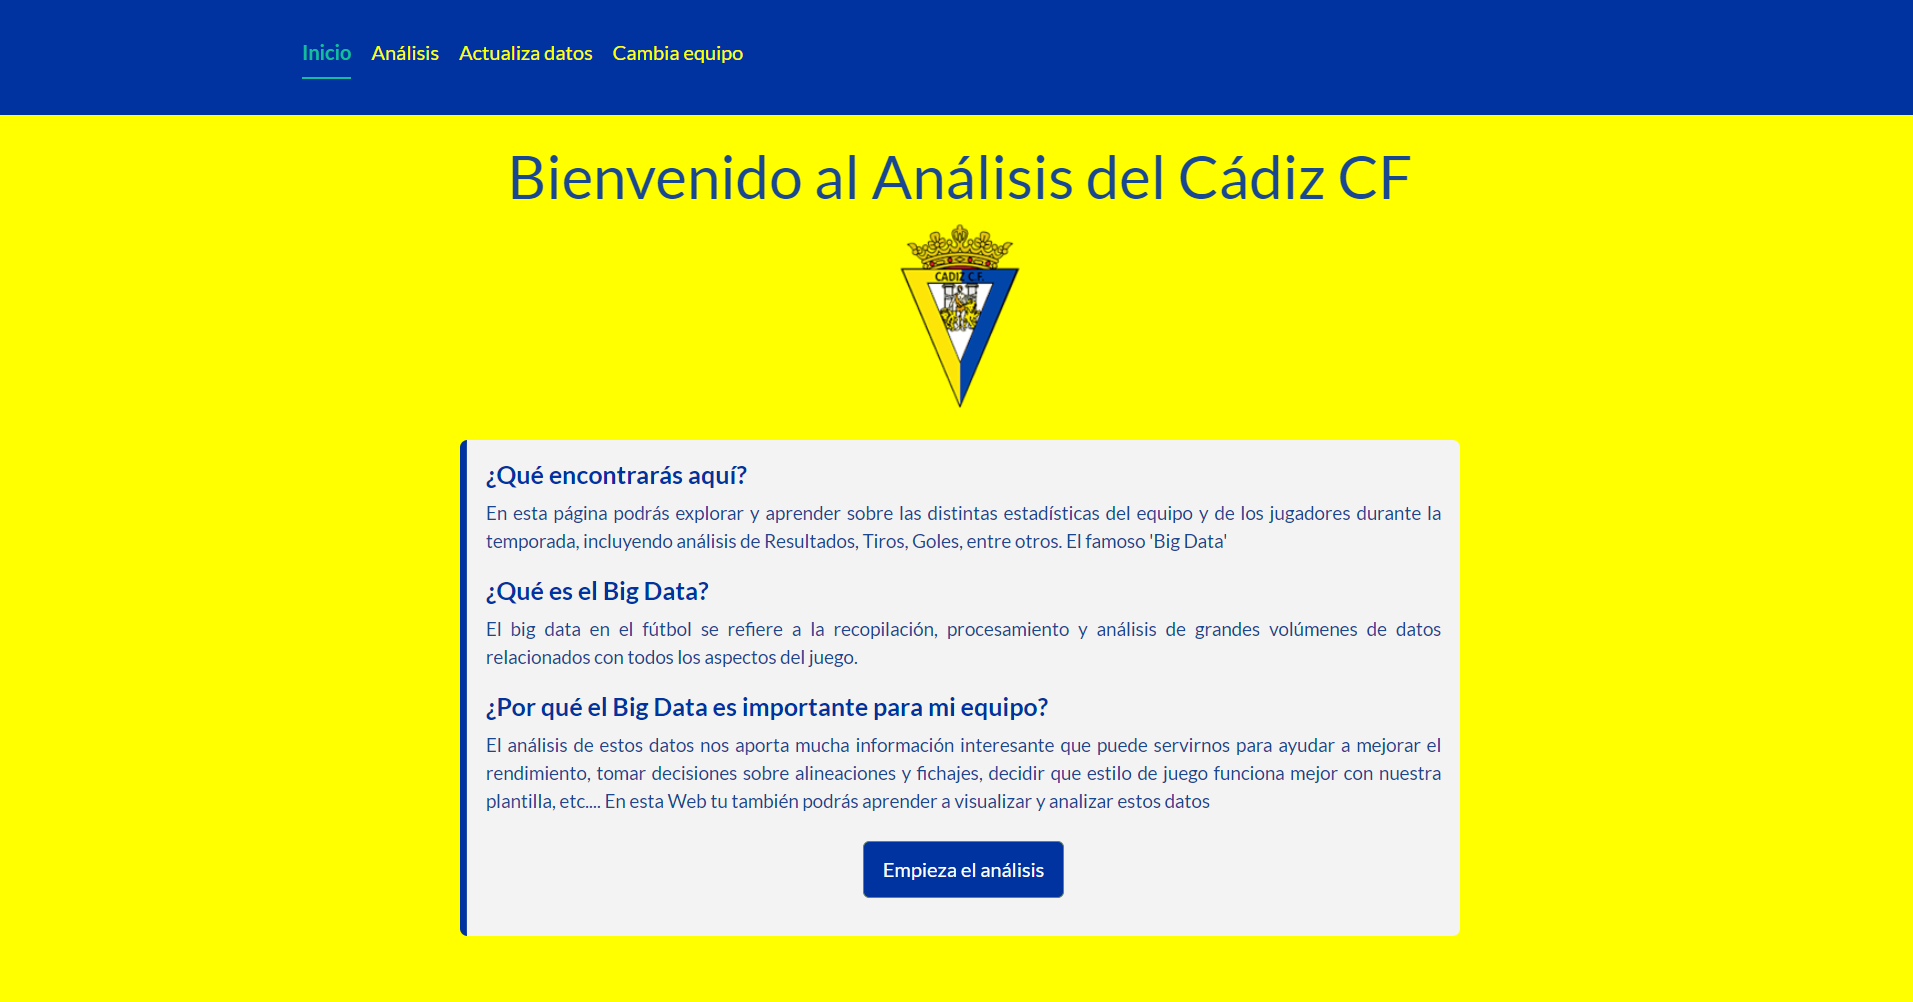 Inicio Análisis Actualiza datos Cambia equipo
Bienvenido al Análisis del Cádiz CF
CADIZ C.F.
¿Qué encontrarás aquí?
En esta página podrás explorar y aprender sobre las distintas estadísticas del equipo y de los jugadores durante la
temporada, incluyendo análisis de Resultados, Tiros, Goles, entre otros. El famoso 'Big Data'
¿Qué es el Big Data?
El big data en el fútbol se refiere a la recopilación, procesamiento y análisis de grandes volúmenes de datos
relacionados con todos los aspectos del juego.
¿Por qué el Big Data es importante para mi equipo?
El análisis de estos datos nos aporta mucha información interesante que puede servirnos para ayudar a mejorar el
rendimiento, tomar decisiones sobre alineaciones y fichajes, decidir que estilo de juego funciona mejor con nuestra
plantilla, etc.... En esta Web tu también podrás aprender a visualizar y analizar estos datos
Empieza el análisis